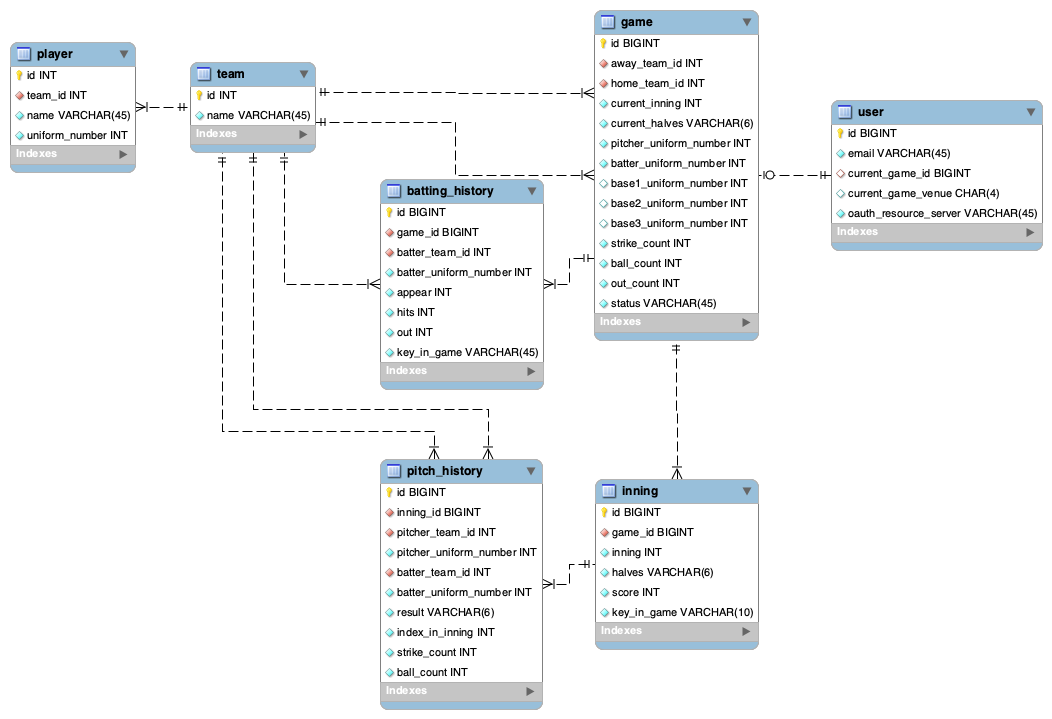 player
id INT
team_id INT
name VARCHAR(45)
uniform_number INT
Indexes
team
id INT
name VARCHAR(45)
Indexes
game
id BIGINT
away_team_id INT
home_team_id INT
current_inning INT
current_halves VARCHAR(6)
pitcher_uniform_number INT
batter_uniform_number INT
base1_uniform_number INT
base2_uniform_number INT
base3_uniform_number INT
strike_count INT
ball_count INT
out_count INT
status VARCHAR(45)
Indexes
user
id BIGINT
email VARCHAR(45)
current_game_id BIGINT
current_game_venue CHAR(4)
oauth_resource_server VARCHAR(45)
Indexes
batting_history
id BIGINT
game_id BIGINT
batter_team_id INT
batter_uniform_number INT
appear INT
hits INT
out INT
key_in_game VARCHAR(45)
Indexes
pitch_history
id BIGINT
inning_id BIGINT
pitcher_team_id INT
pitcher_uniform_number INT
batter_team_id INT
batter_uniform_number INT
result VARCHAR(6)
index_in_inning INT
strike_count INT
ball_count INT
Indexes
inning
id BIGINT
game_id BIGINT
inning INT
halves VARCHAR(6)
score INT
key_in_game VARCHAR(10)
Indexes